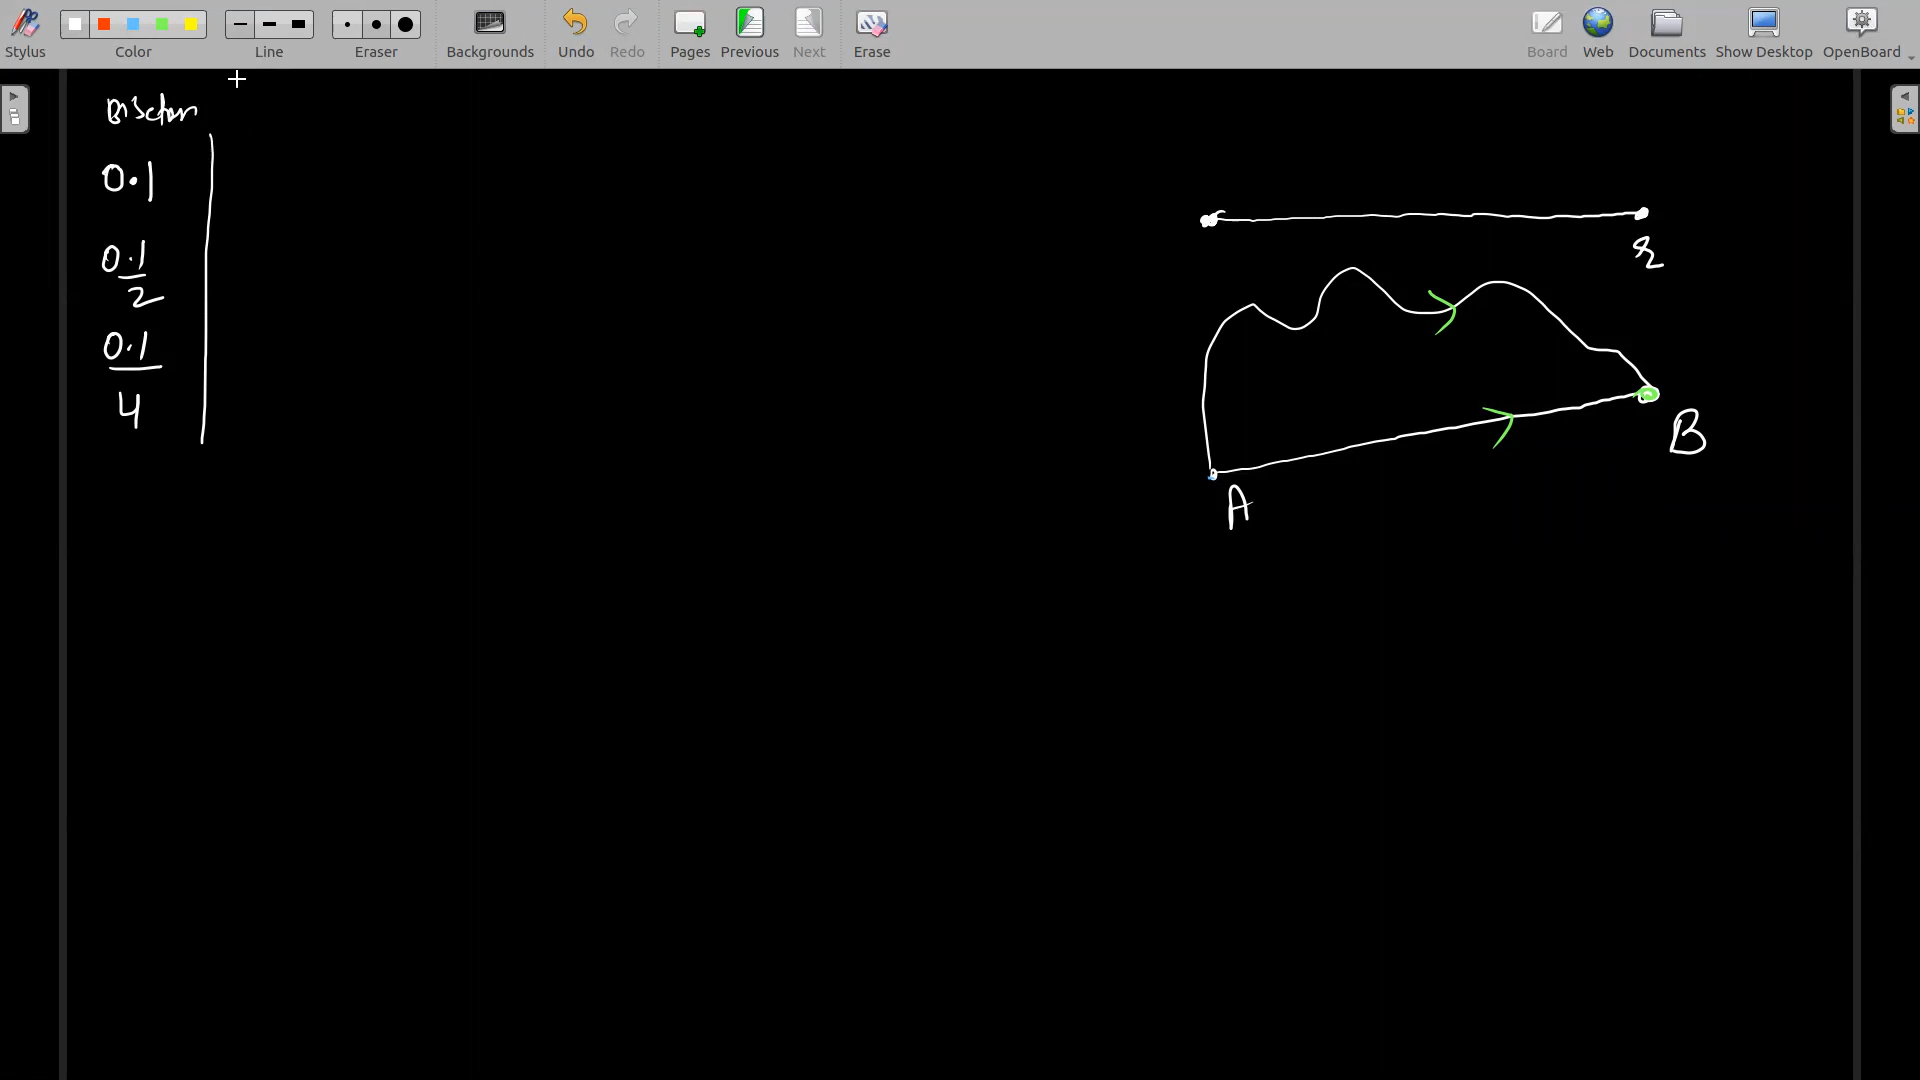 Stylus Color Line Eraser Backgrounds Undo Redo Pages Previous Next Erase Board Web Documents Show Desktop OpenBoard
0.1
0.1
2
0.1
4
B
A